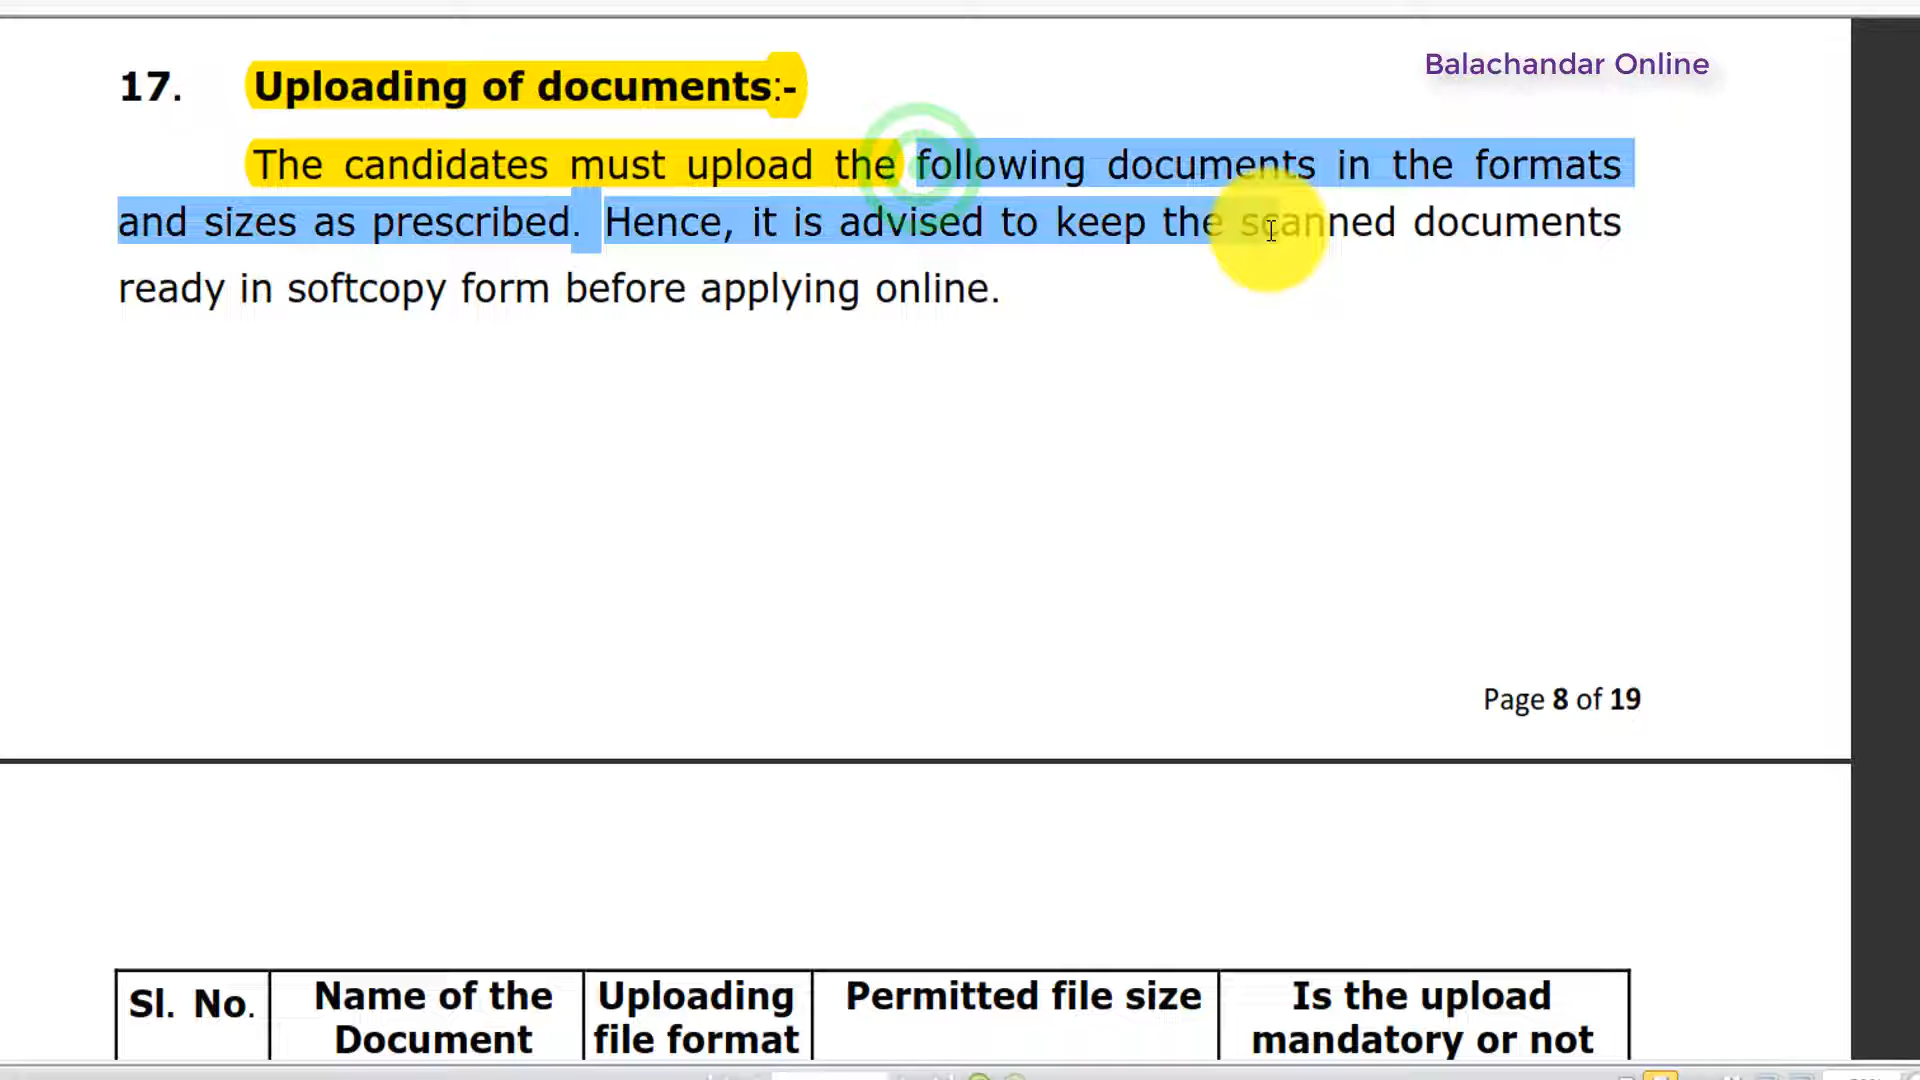 Balachandar Online
17. Uploading of documents:-
The candidates must upload the following documents in the formats
and sizes as prescribed. Hence, it is advised to keep the scanned documents
ready in softcopy form before applying online.
Page 8 of 19
Sl. No. Name of the Uploading Permitted file size Is the upload
Document file format mandatory or not